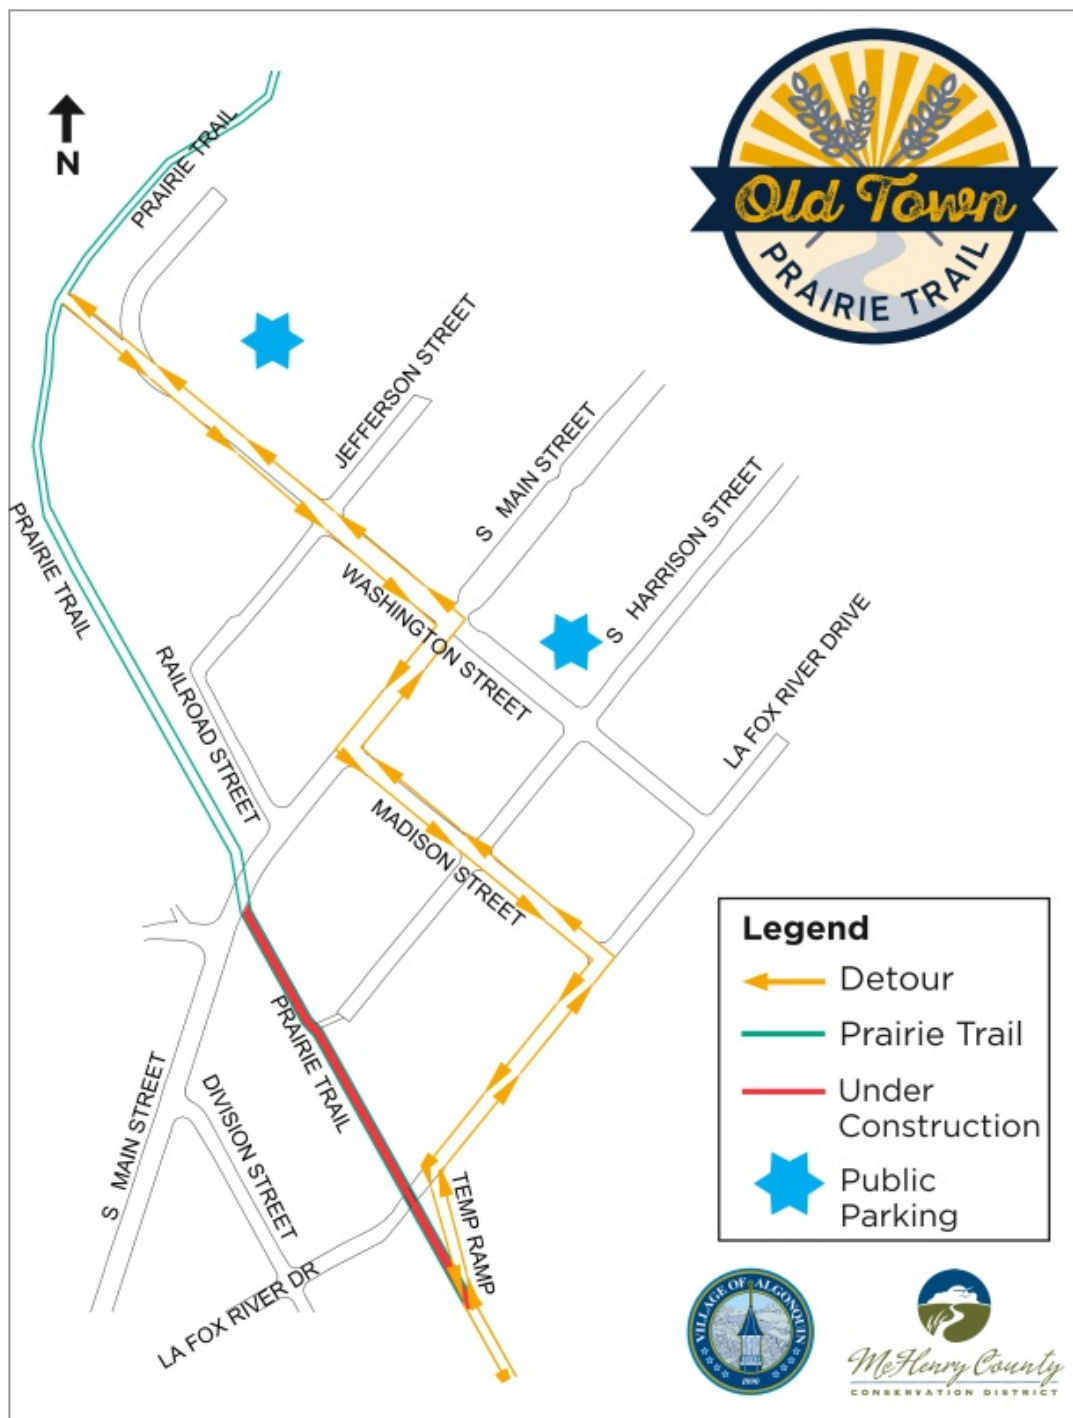 N
PRAIRIE TRAIL
Old Town
PRAIRIE TRAIL
JEFFERSON STREET
S MAIN STREET
S HARRISON STREET
PRAIRIE TRAIL
WASHINGTON STREET
LA FOX RIVER DRIVE
RAILROAD STREET
MADISON STREET
PRAIRIE TRAIL
S MAIN STREET
DIVISION STREET
TEMP RAMP
LA FOX RIVER DR
Legend
Detour
Prairie Trail
Under
Construction
Public
Parking
VILLAGE OF ALGONQUIN
1890
McHenry County
CONSERVATION DISTRICT